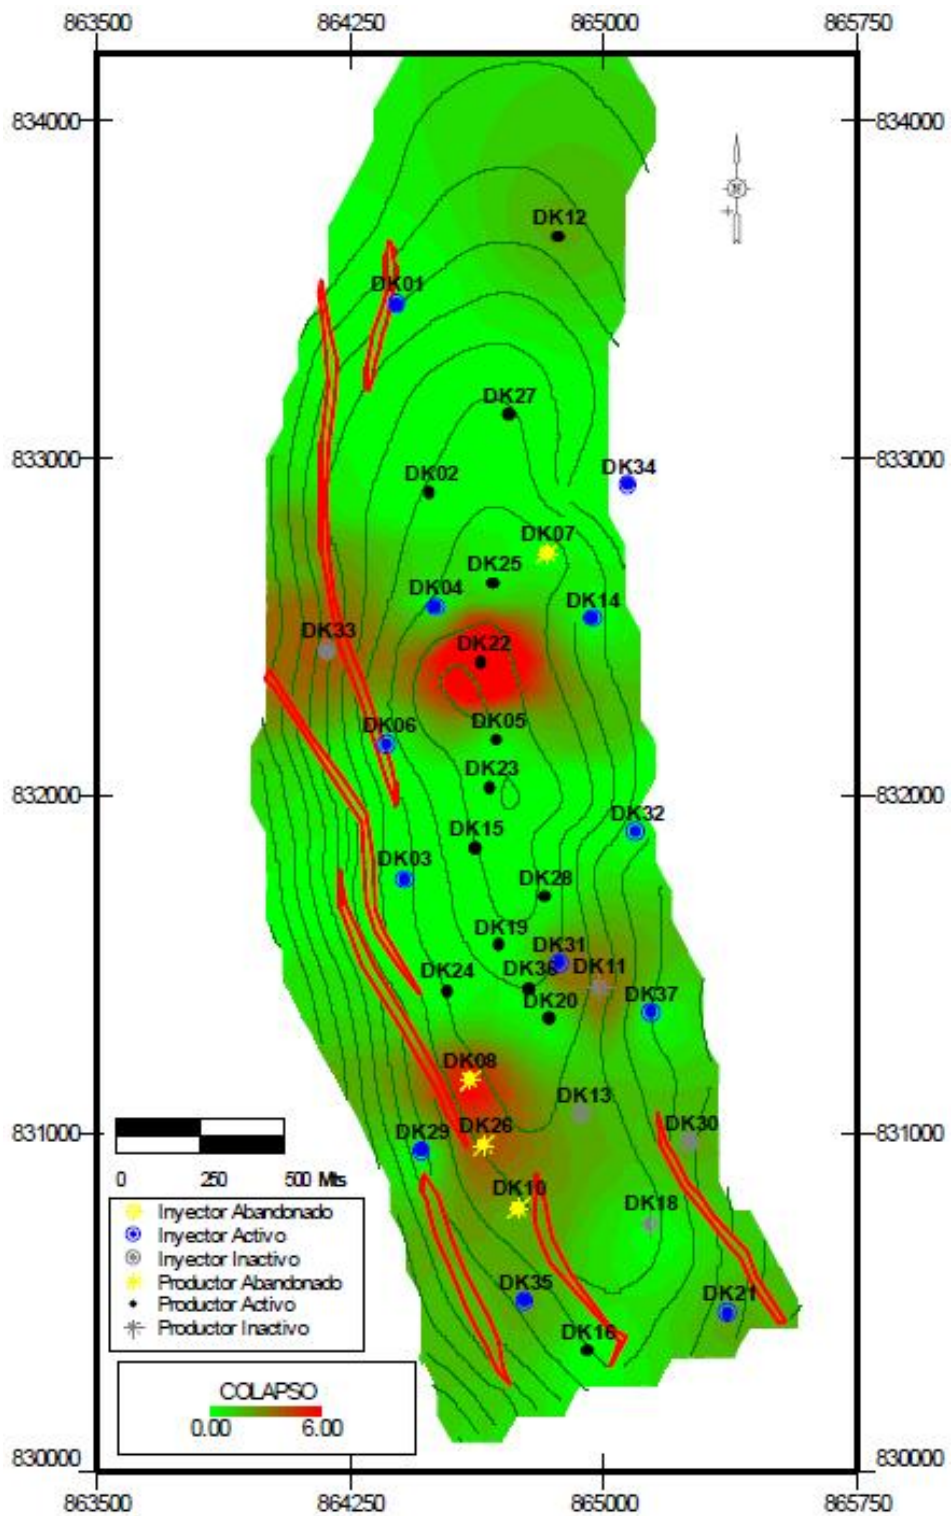 863500 864250 865000 865750
834000 834000
DK12
DK01
DK27
833000 833000
DK02
DK34
DK07
DK25
DK04
DK14
DK33
DK22
DK06
DK05
DK23
832000 832000
DK32
DK15
DK03
DK28
DK19
DK31
DK24
DK36
DK11
DK20
DK37
DK08
DK13
831000 831000
DK26
DK29
DK30
0 250 500 Mts
DK10
DK18
Inyector Abandonado
Inyector Activo
Inyector Inactivo
Productor Abandonado
Productor Activo
Productor Inactivo
DK35
DK21
DK16
COLAPSO
0.00 6.00
830000 830000
863500 864250 865000 865750